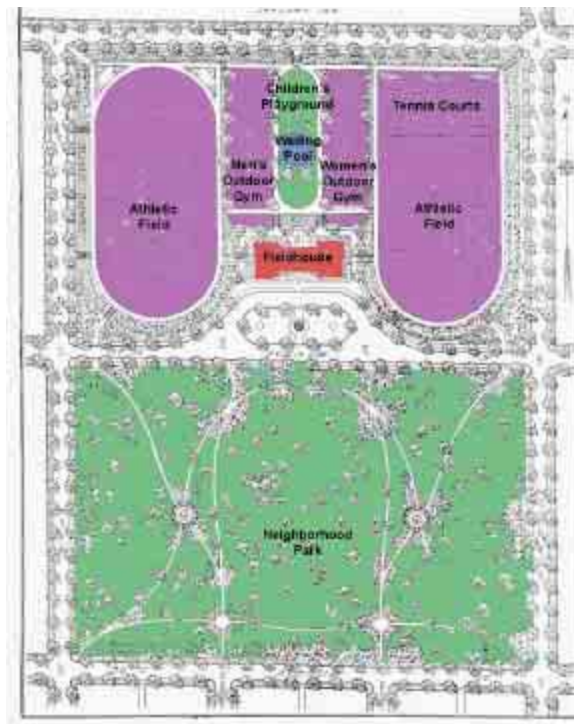 Children's
Playground
Tennis Courts
Wading
Pool
Men's
Outdoor
Gym
Women's
Outdoor
Gym
Athletic
Field
Athletic
Field
Fieldhouse
Neighborhood
Park